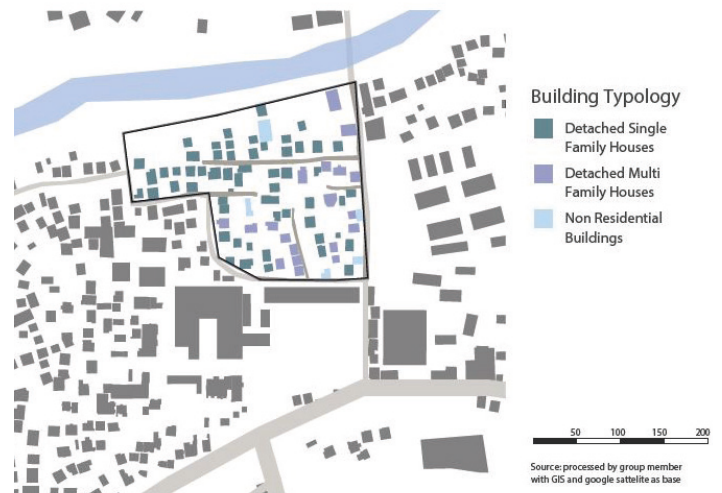 Building Typology
Detached Single
Family Houses
Detached Multi
Family Houses
Non Residential
Buildings
50 100 150 200
Source: processed by group member
with GIS and google sattelite as base